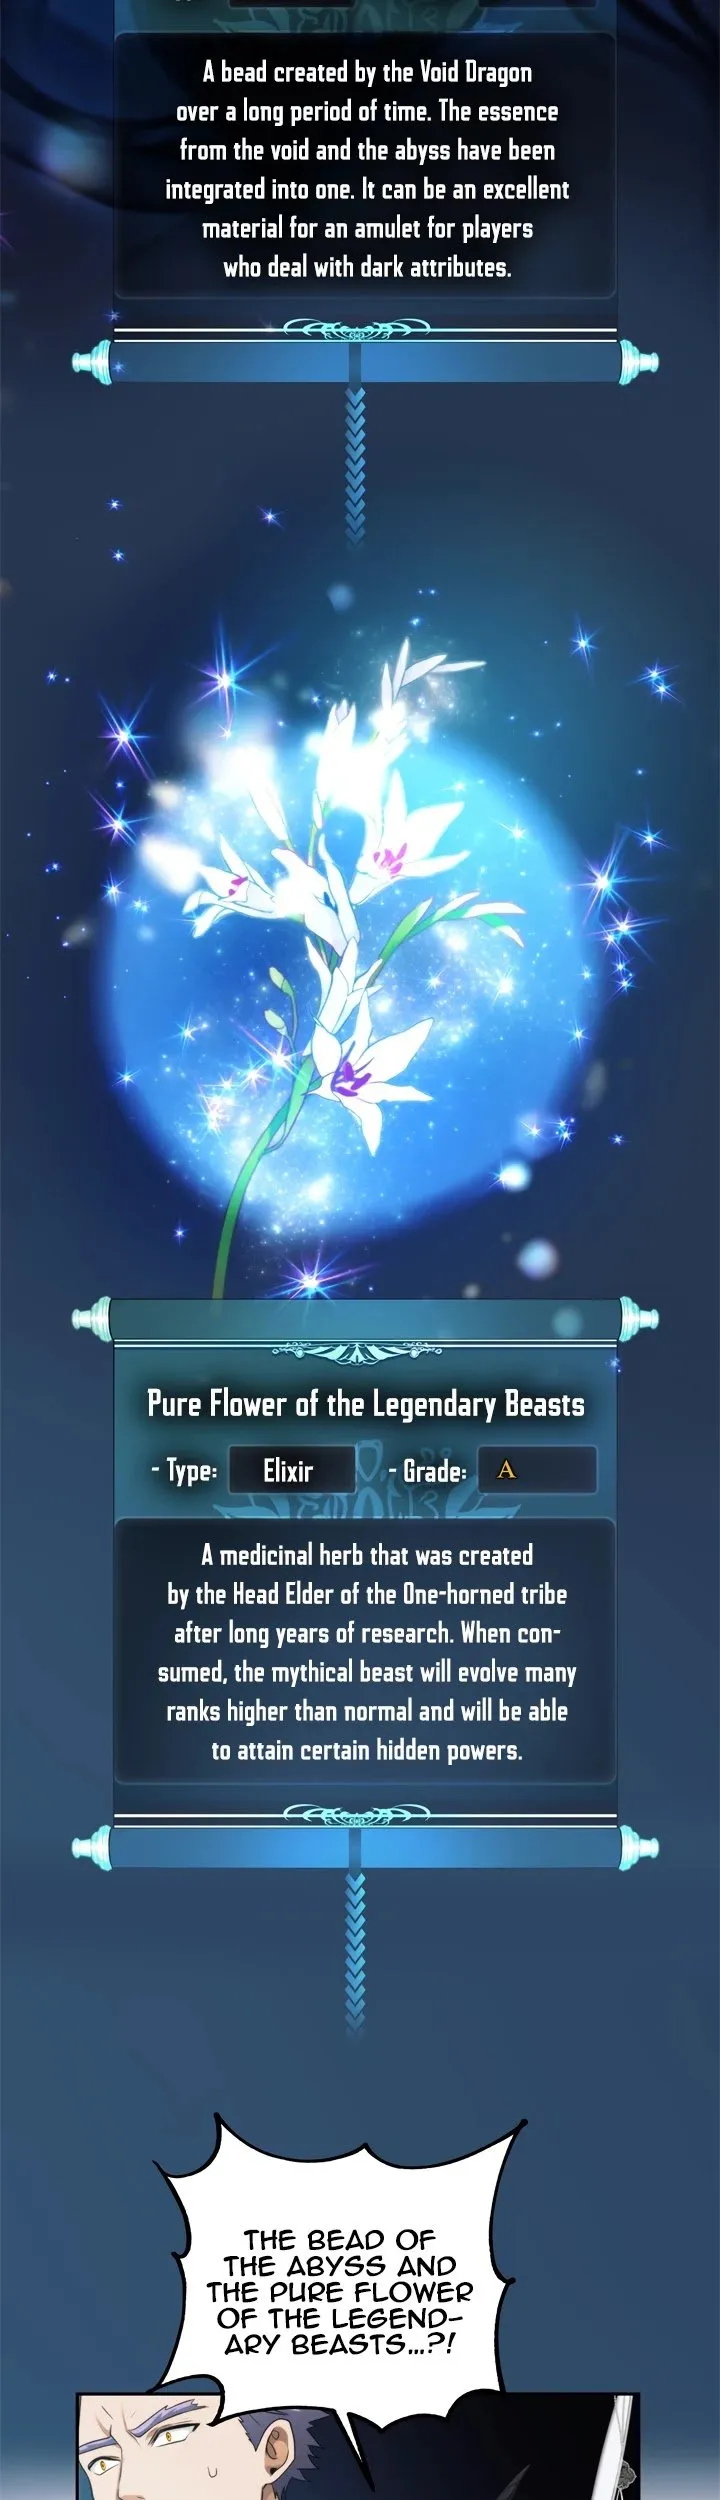 A bead created by the Void Dragon
over a long period of time. The essence
from the void and the abyss have been
integrated into one. It can be an excellent
material for an amulet for players
who deal with dark attributes.
Pure Flower of the Legendary Beasts
- Type: Elixir - Grade: A
A medicinal herb that was created
by the Head Elder of the One-horned tribe
after long years of research. When con-
sumed, the mythical beast will evolve many
ranks higher than normal and will be able
to attain certain hidden powers.
THE BEAD OF
THE ABYSS AND
THE PURE FLOWER
OF THE LEGEND-
ARY BEASTS...?!